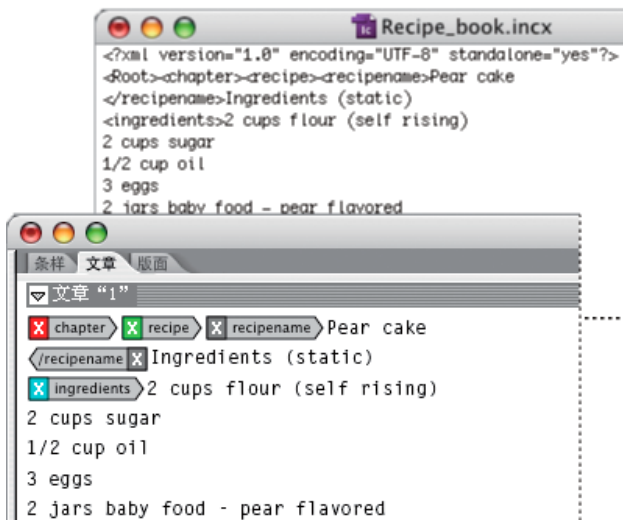 Recipe_book.incx
<?xml version="1.0" encoding="UTF-8" standalone="yes"?>
<Root><chapter><recipe><recipename>Pear cake
</recipename>Ingredients (static)
<ingredients>2 cups flour (self rising)
2 cups sugar
1/2 cup oil
3 eggs
2 jars baby food – pear flavored
条样 文章 版面
文章“1”
X chapter X recipe X recipename Pear cake
/recipename X Ingredients (static)
X ingredients 2 cups flour (self rising)
2 cups sugar
1/2 cup oil
3 eggs
2 jars baby food - pear flavored